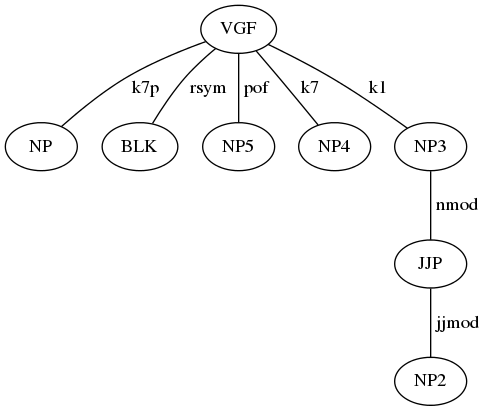 VGF
k7p rsym pof k7 k1
NP BLK NP5 NP4 NP3
nmod
JJP
jjmod
NP2